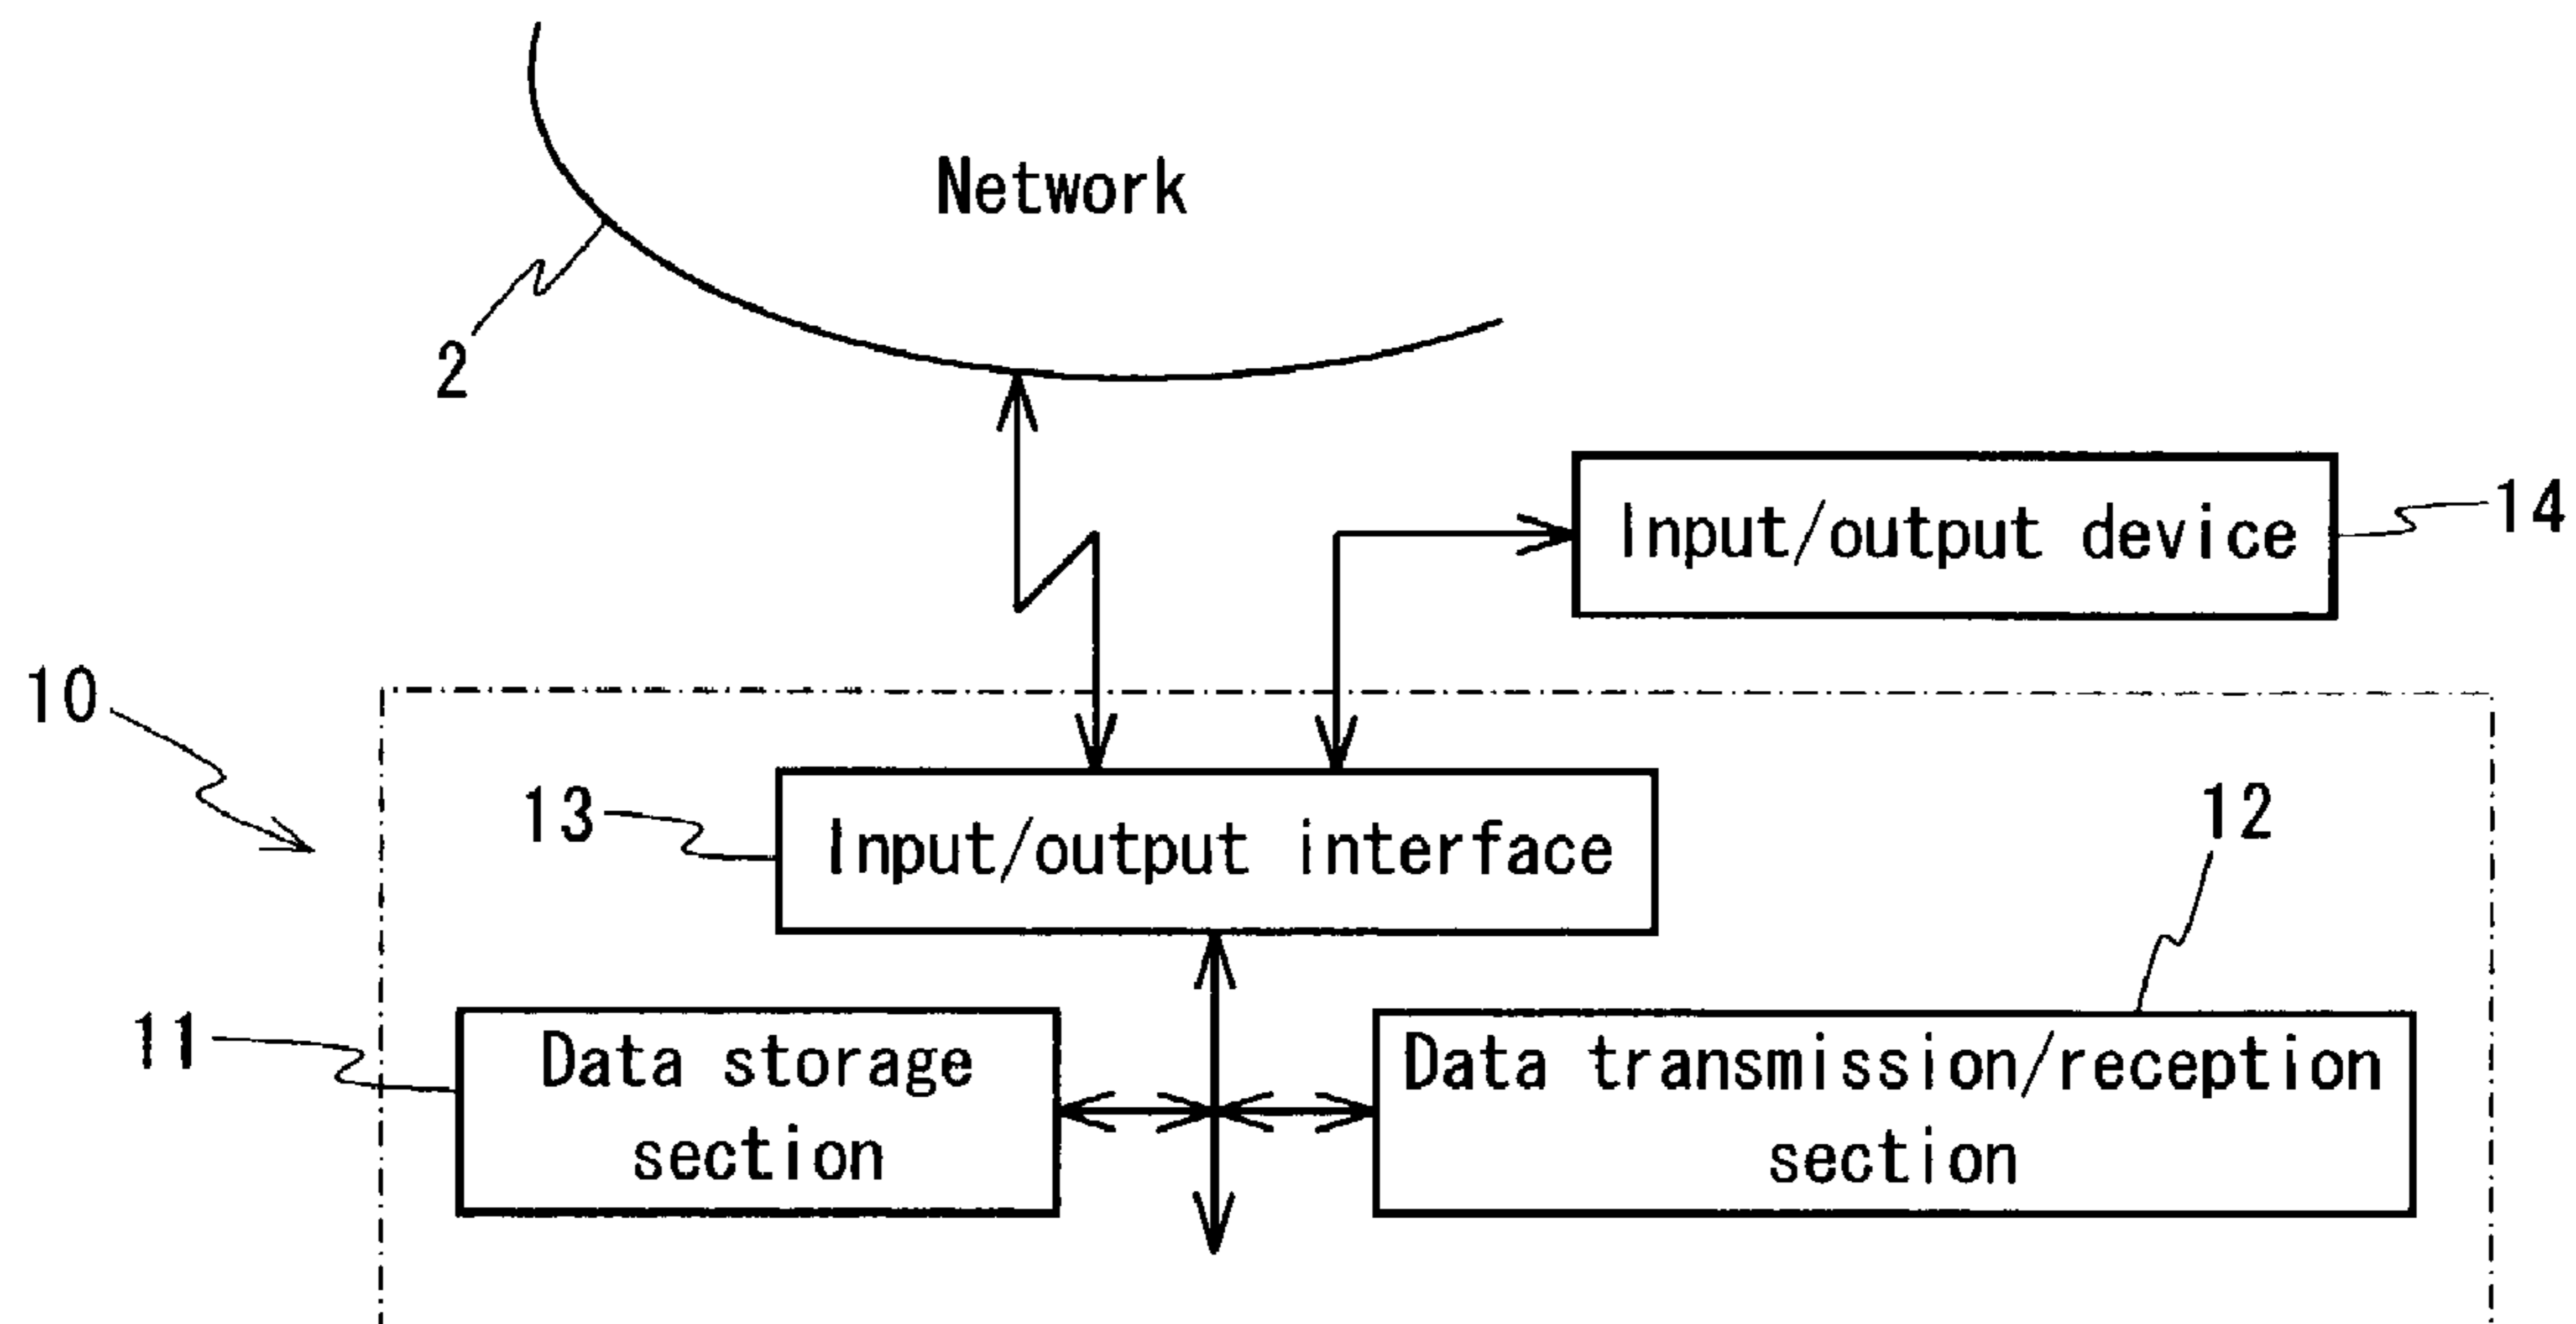 Network
2
Input/output device
14
10
13
Input/output interface
12
11
Data storage
section
Data transmission/reception
section